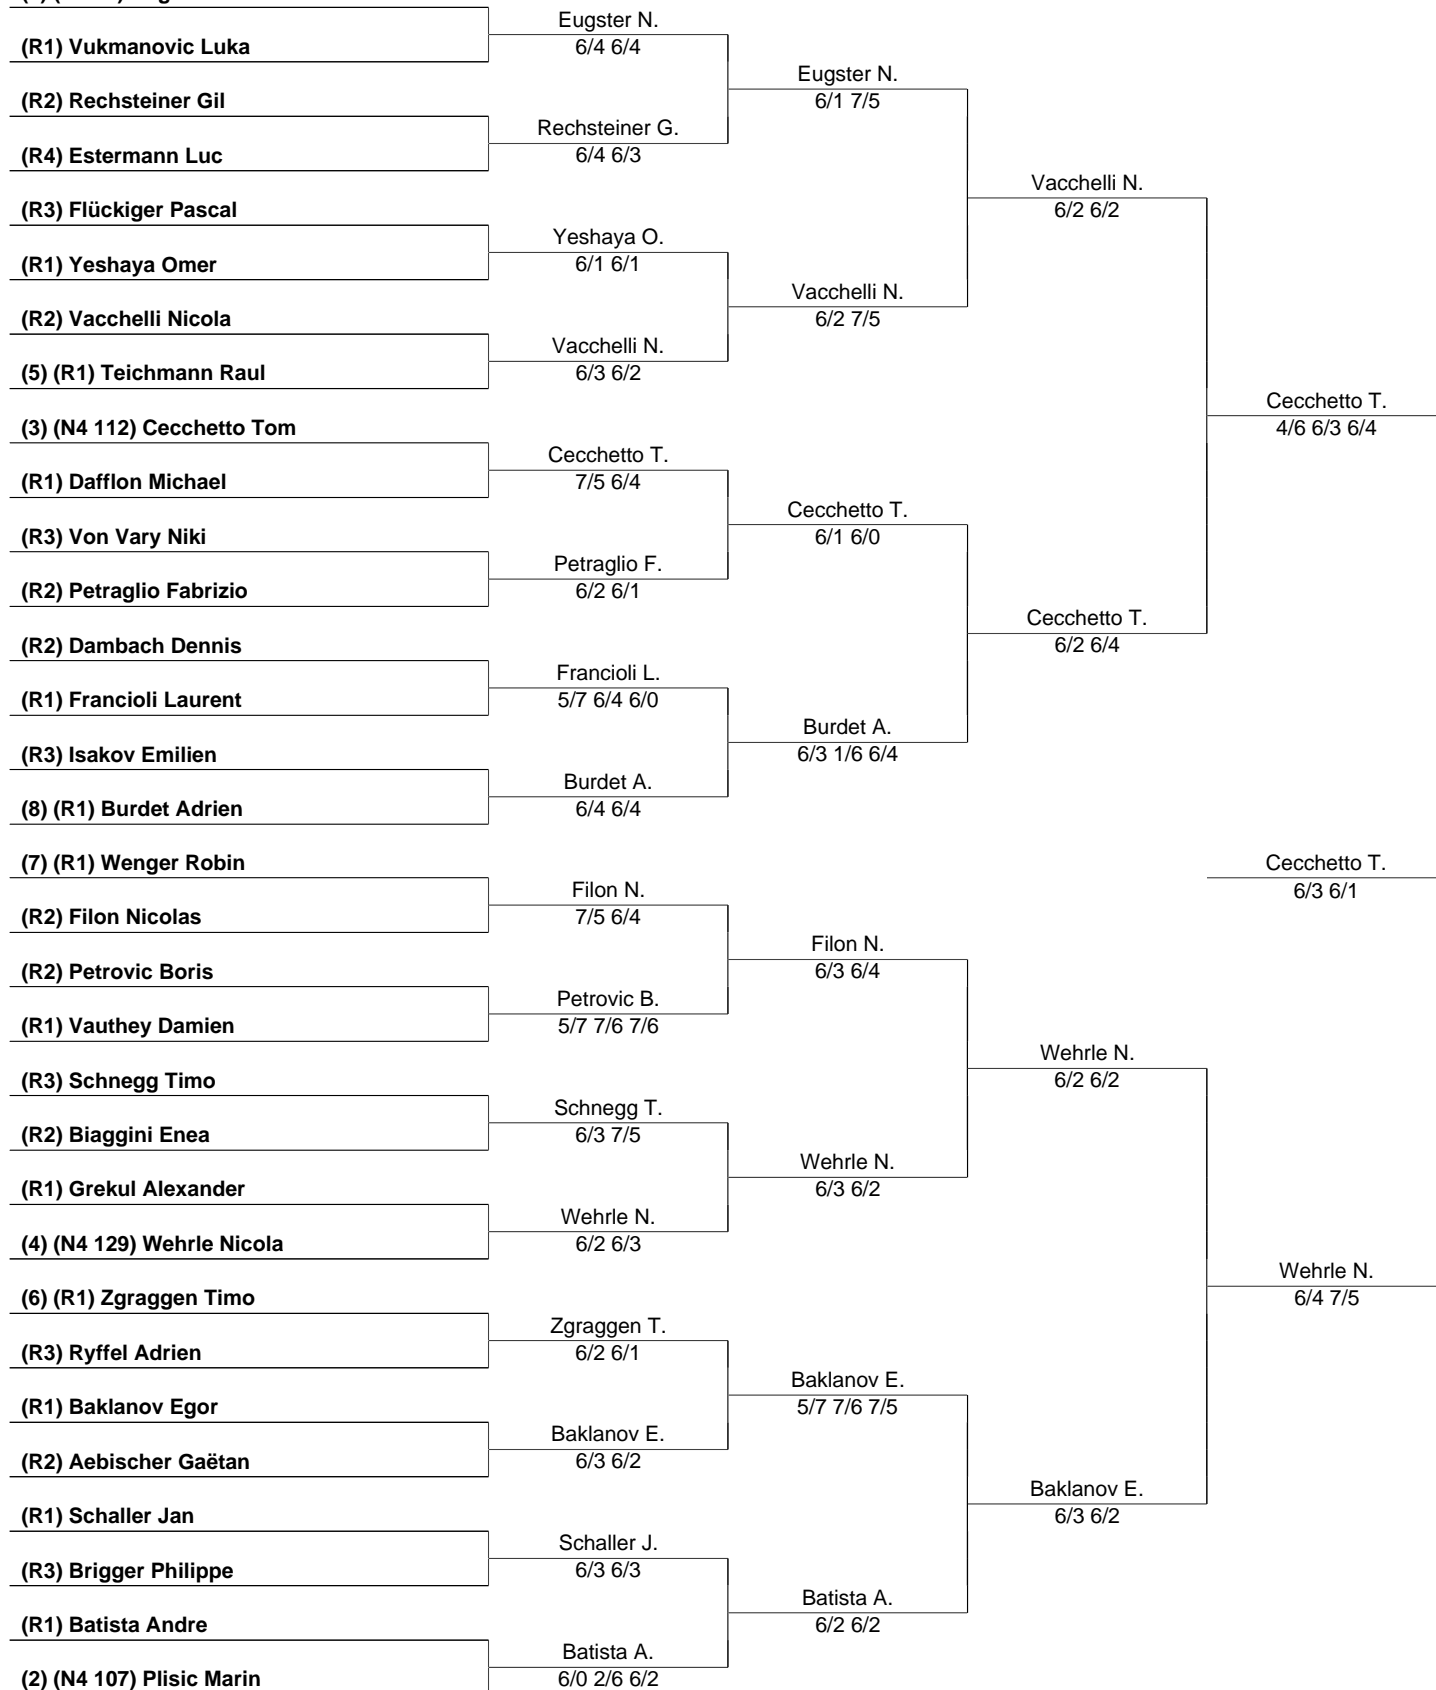 (R1) Vukmanovic Luka
(R2) Rechsteiner Gil
(R4) Estermann Luc
(R3) Flückiger Pascal
(R1) Yeshaya Omer
(R2) Vacchelli Nicola
(5) (R1) Teichmann Raul
(3) (N4 112) Cecchetto Tom
(R1) Dafflon Michael
(R3) Von Vary Niki
(R2) Petraglio Fabrizio
(R2) Dambach Dennis
(R1) Francioli Laurent
(R3) Isakov Emilien
(8) (R1) Burdet Adrien
(7) (R1) Wenger Robin
(R2) Filon Nicolas
(R2) Petrovic Boris
(R1) Vauthey Damien
(R3) Schnegg Timo
(R2) Biaggini Enea
(R1) Grekul Alexander
(4) (N4 129) Wehrle Nicola
(6) (R1) Zgraggen Timo
(R3) Ryffel Adrien
(R1) Baklanov Egor
(R2) Aebischer Gaëtan
(R1) Schaller Jan
(R3) Brigger Philippe
(R1) Batista Andre
(2) (N4 107) Plisic Marin
Eugster N.
6/4 6/4
Rechsteiner G.
6/4 6/3
Yeshaya O.
6/1 6/1
Vacchelli N.
6/3 6/2
Cecchetto T.
7/5 6/4
Petraglio F.
6/2 6/1
Francioli L.
5/7 6/4 6/0
Burdet A.
6/4 6/4
Filon N.
7/5 6/4
Petrovic B.
5/7 7/6 7/6
Schnegg T.
6/3 7/5
Wehrle N.
6/2 6/3
Zgraggen T.
6/2 6/1
Baklanov E.
6/3 6/2
Schaller J.
6/3 6/3
Batista A.
6/0 2/6 6/2
Eugster N.
6/1 7/5
Vacchelli N.
6/2 7/5
Cecchetto T.
6/1 6/0
Burdet A.
6/3 1/6 6/4
Filon N.
6/3 6/4
Wehrle N.
6/3 6/2
Baklanov E.
5/7 7/6 7/5
Batista A.
6/2 6/2
Vacchelli N.
6/2 6/2
Cecchetto T.
6/2 6/4
Wehrle N.
6/2 6/2
Baklanov E.
6/3 6/2
Cecchetto T.
4/6 6/3 6/4
Cecchetto T.
6/3 6/1
Wehrle N.
6/4 7/5